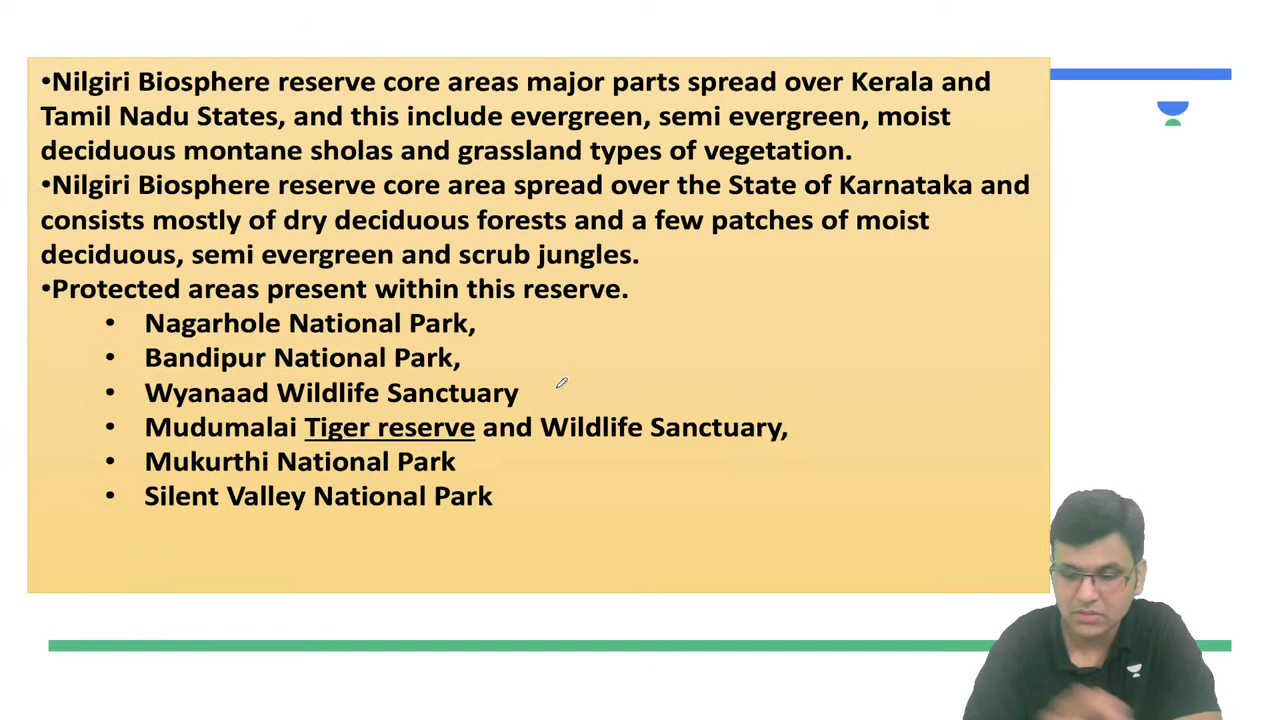 •Nilgiri Biosphere reserve core areas major parts spread over Kerala and
Tamil Nadu States, and this include evergreen, semi evergreen, moist
deciduous montane sholas and grassland types of vegetation.
•Nilgiri Biosphere reserve core area spread over the State of Karnataka and
consists mostly of dry deciduous forests and a few patches of moist
deciduous, semi evergreen and scrub jungles.
•Protected areas present within this reserve.
• Nagarhole National Park,
• Bandipur National Park,
• Wyanaad Wildlife Sanctuary
• Mudumalai Tiger reserve and Wildlife Sanctuary,
• Mukurthi National Park
• Silent Valley National Park